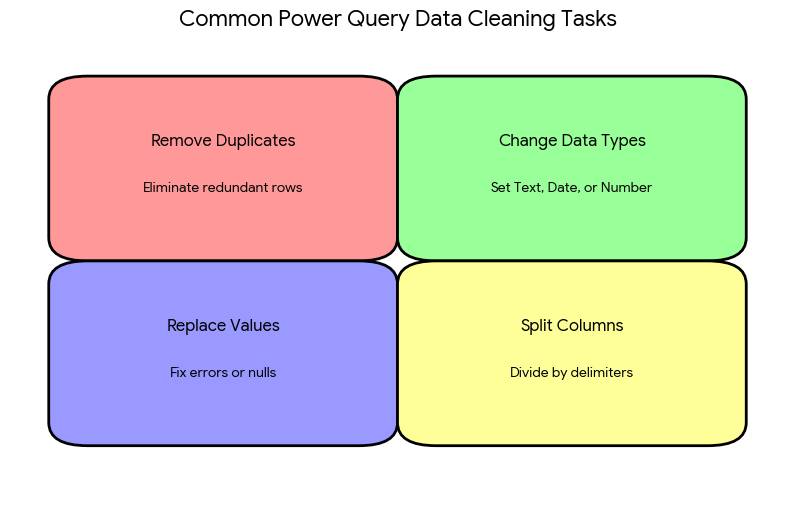 Common Power Query Data Cleaning Tasks
Remove Duplicates
Eliminate redundant rows
Change Data Types
Set Text, Date, or Number
Replace Values
Fix errors or nulls
Split Columns
Divide by delimiters